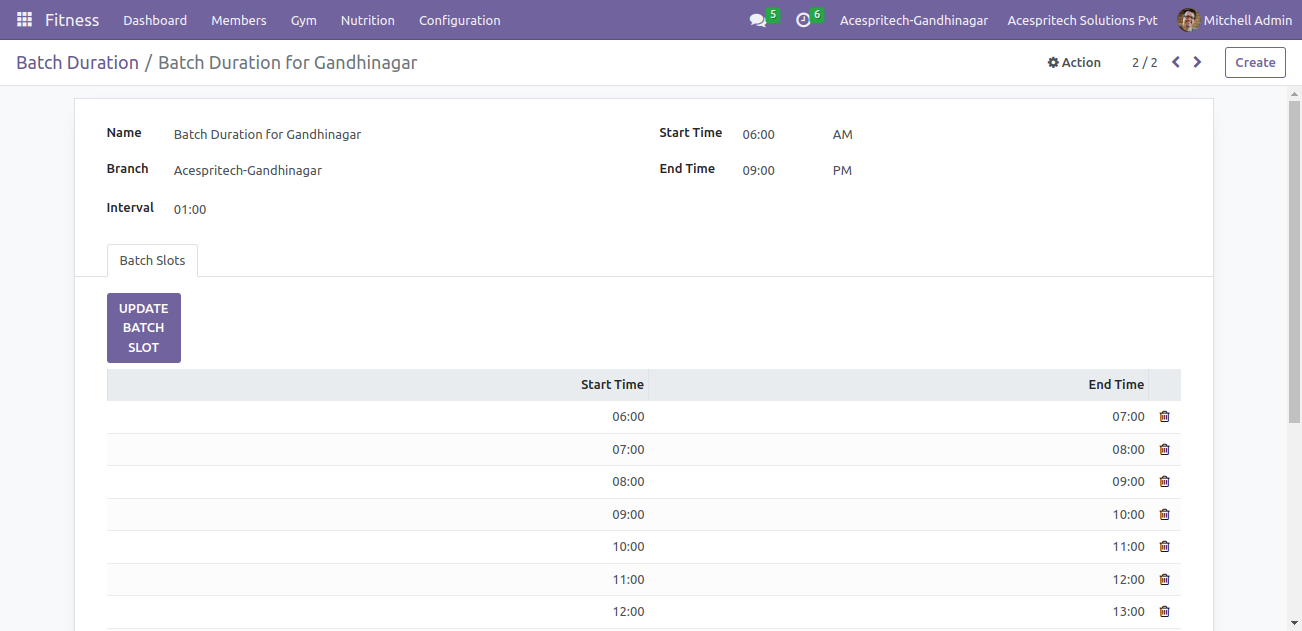 Fitness Dashboard Members Gym Nutrition Configuration 5 6 Acespritech-Gandhinagar Acespritech Solutions Pvt Mitchell Admin
Batch Duration / Batch Duration for Gandhinagar Action 2 / 2 Create
Name Batch Duration for Gandhinagar Start Time 06:00 AM
Branch Acespritech-Gandhinagar End Time 09:00 PM
Interval 01:00
Batch Slots
UPDATE
BATCH
SLOT
Start Time End Time
06:00 07:00
07:00 08:00
08:00 09:00
09:00 10:00
10:00 11:00
11:00 12:00
12:00 13:00